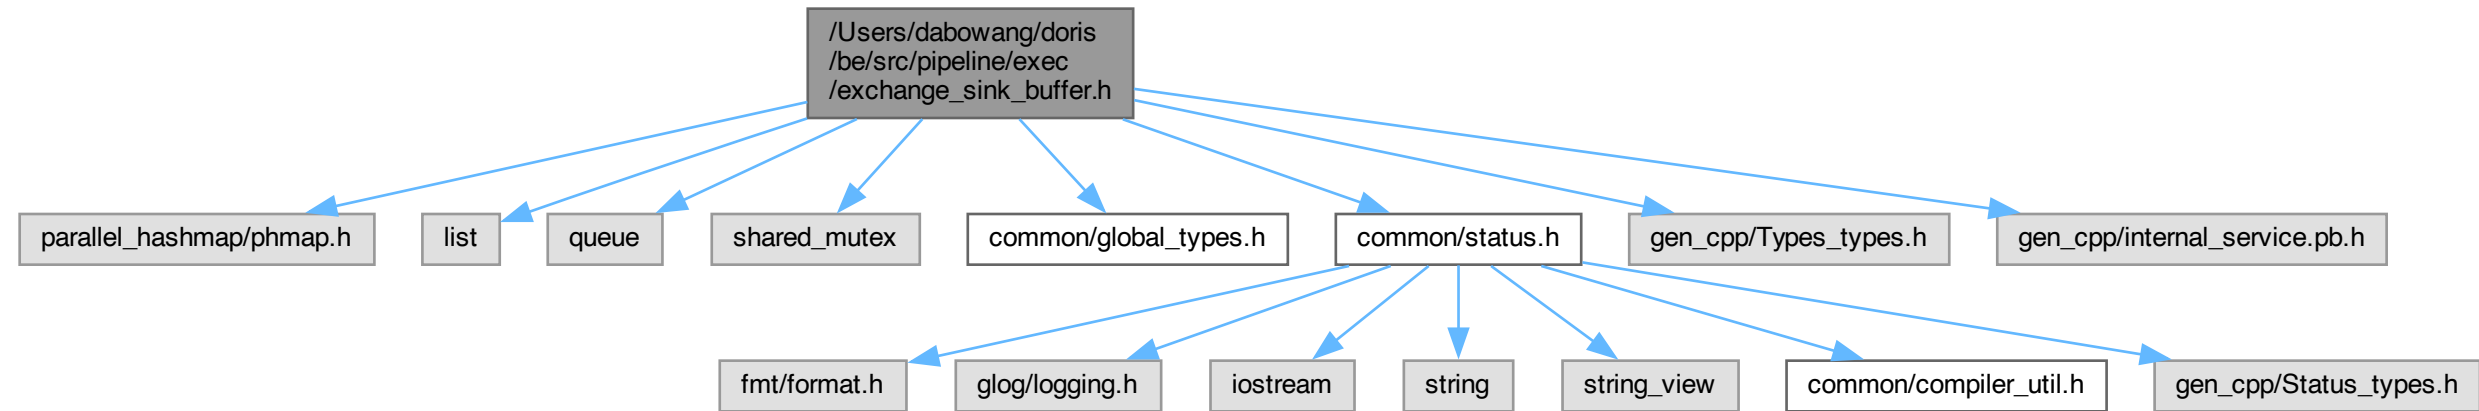 /Users/dabowang/doris
/be/src/pipeline/exec
/exchange_sink_buffer.h
parallel_hashmap/phmap.h
list
queue
shared_mutex
common/global_types.h
common/status.h
gen_cpp/Types_types.h
gen_cpp/internal_service.pb.h
fmt/format.h
glog/logging.h
iostream
string
string_view
common/compiler_util.h
gen_cpp/Status_types.h